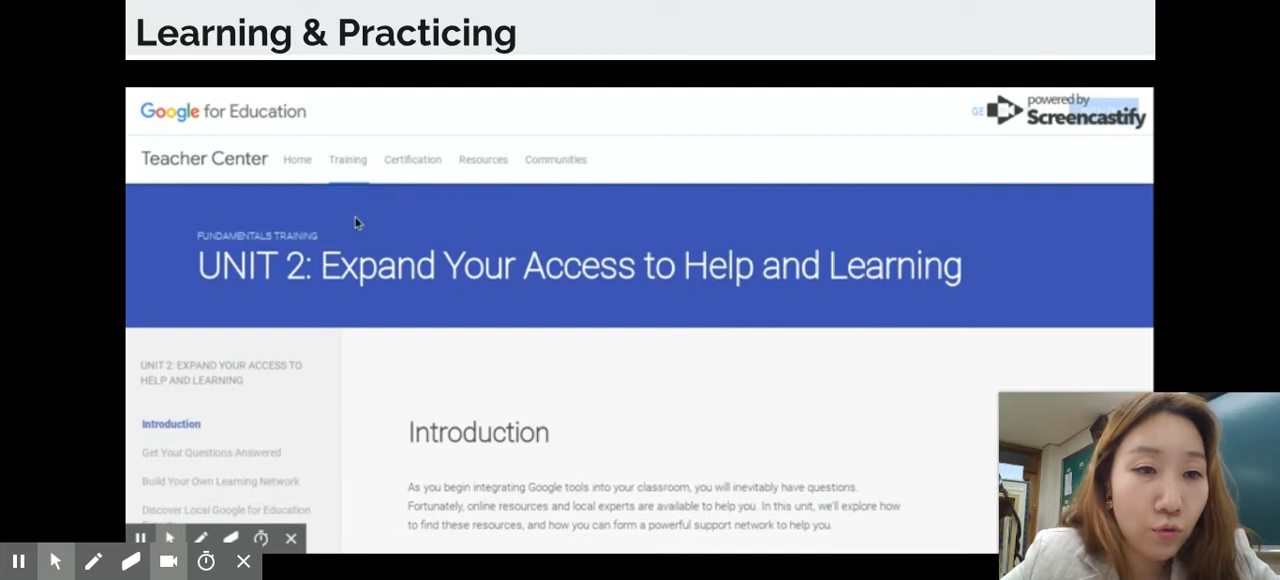 Learning & Practicing
Google for Education
GE
powered by
Screencastify
Teacher Center Home Training Certification Resources Communities
FUNDAMENTALS TRAINING
UNIT 2: Expand Your Access to Help and Learning
UNIT 2: EXPAND YOUR ACCESS TO
HELP AND LEARNING
Introduction
Get Your Questions Answered
Build Your Own Learning Network
Discover Local Google for Education
Introduction
As you begin integrating Google tools into your classroom, you will inevitably have questions.
Fortunately, online resources and local experts are available to help you. In this unit, we'll explore how
to find these resources, and how you can form a powerful support network to help you.